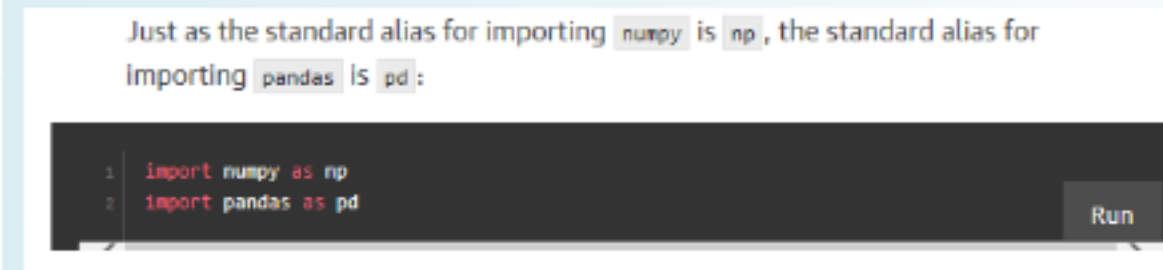 Just as the standard alias for importing numpy is np, the standard alias for
importing pandas is pd:
1 import numpy as np
2 import pandas as pd
Run